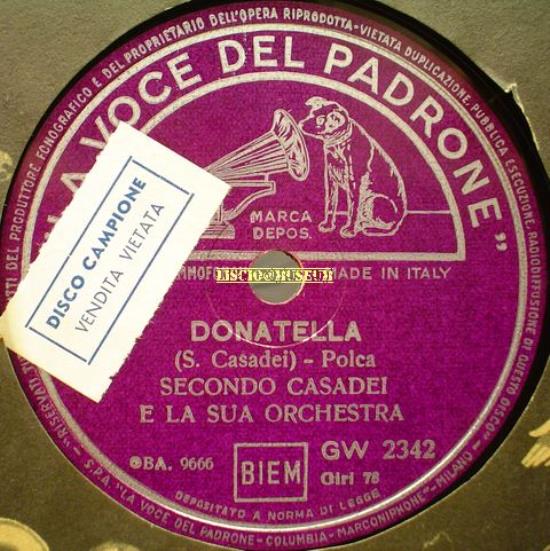 TI DEL PRODUTTORE FONOGRAFICO E DEL PROPRIETARIO DELL'OPERA RIPRODOTTA-VIETATA DUPLICAZIONE, PUBBLICA ESECUZIONE, RADIODIFFUSIONE DI QUESTO DISCO"
"RISERVATI
LA VOCE DEL PADRONE"
MARCA
DEPOS.
DISCO CAMPIONE
VENDITA VIETATA
MADE IN ITALY
DONATELLA
(S. Casadei) - Polca
SECONDO CASADEI
E LA SUA ORCHESTRA
BA. 9666
BIEM
GW 2342
Giri 78
DEPOSITATO A NORMA DI LEGGE
S.P.A. "LA VOCE DEL PADRONE-COLUMBIA-MARCONIPHONE"-MILANO-